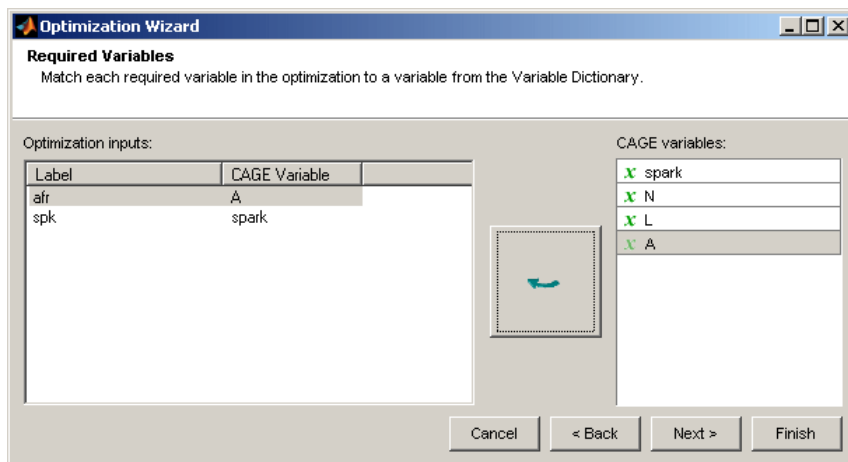 Optimization Wizard
Required Variables
Match each required variable in the optimization to a variable from the Variable Dictionary.
Optimization inputs:
CAGE variables:
Label CAGE Variable
afr A
spk spark
x spark
x N
x L
x A
Cancel < Back Next > Finish